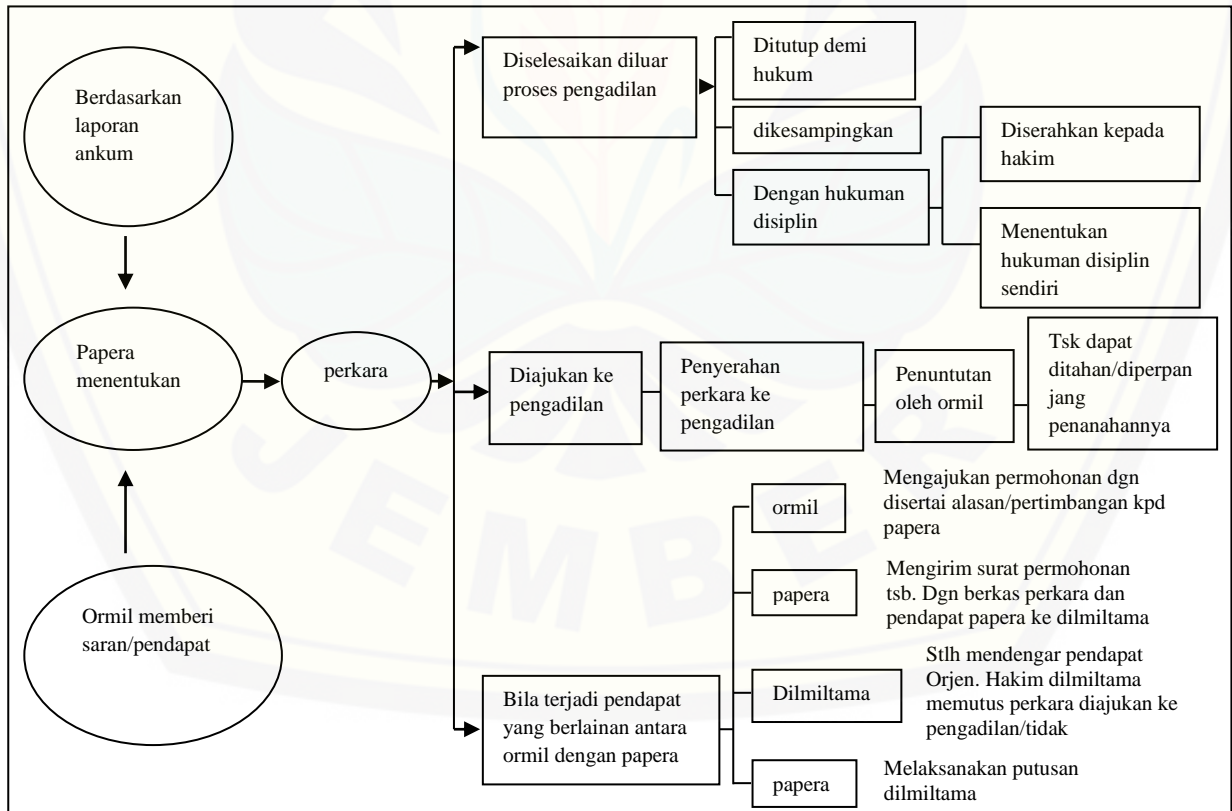 Berdasarkan
laporan
ankum
Papera
menentukan
Ormil memberi
saran/pendapat
perkara
Diselesaikan diluar
proses pengadilan
Ditutup demi
hukum
dikesampingkan
Dengan hukuman
disiplin
Diserahkan kepada
hakim
Menentukan
hukuman disiplin
sendiri
Diajukan ke
pengadilan
Penyerahan
perkara ke
pengadilan
Penuntutan
oleh ormil
Tsk dapat
ditahan/diperpan
jang
penanahannya
Bila terjadi pendapat
yang berlainan antara
ormil dengan papera
ormil
Mengajukan permohonan dgn
disertai alasan/pertimbangan kpd
papera
papera
Mengirim surat permohonan
tsb. Dgn berkas perkara dan
pendapat papera ke dilmiltama
Dilmiltama
Stlh mendengar pendapat
Orjen. Hakim dilmiltama
memutus perkara diajukan ke
pengadilan/tidak
papera
Melaksanakan putusan
dilmiltama
JEMBER